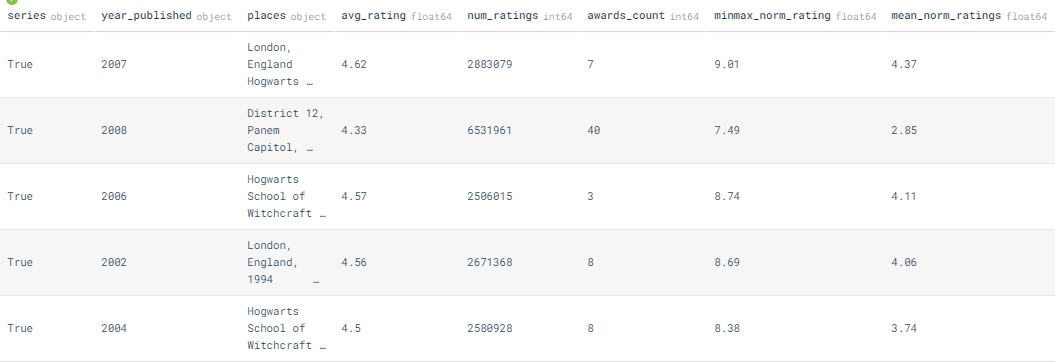 series object year_published object places object avg_rating float64 num_ratings int64 awards_count int64 minmax_norm_rating float64 mean_norm_ratings float64
London,
True 2007 England 4.62 2883079 7 9.01 4.37
Hogwarts …
District 12,
True 2008 Panem 4.33 6531961 40 7.49 2.85
Capitol, …
Hogwarts
True 2006 School of 4.57 2506015 3 8.74 4.11
Witchcraft …
London,
True 2002 England, 4.56 2671368 8 8.69 4.06
1994 …
Hogwarts
True 2004 School of 4.5 2580928 8 8.38 3.74
Witchcraft …